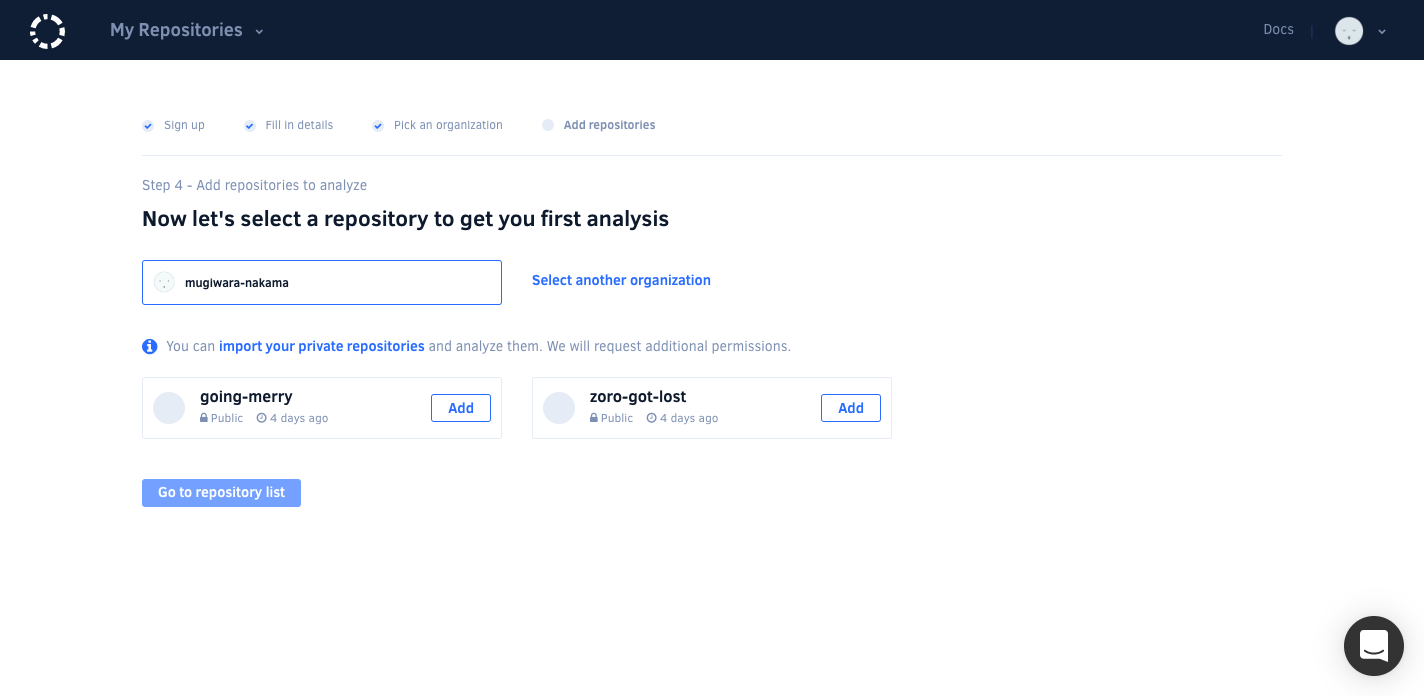 My Repositories
Docs
Sign up
Fill in details
Pick an organization
Add repositories
Step 4 - Add repositories to analyze
Now let's select a repository to get you first analysis
mugiwara-nakama
Select another organization
You can import your private repositories and analyze them. We will request additional permissions.
going-merry
Public 4 days ago
Add
zoro-got-lost
Public 4 days ago
Add
Go to repository list